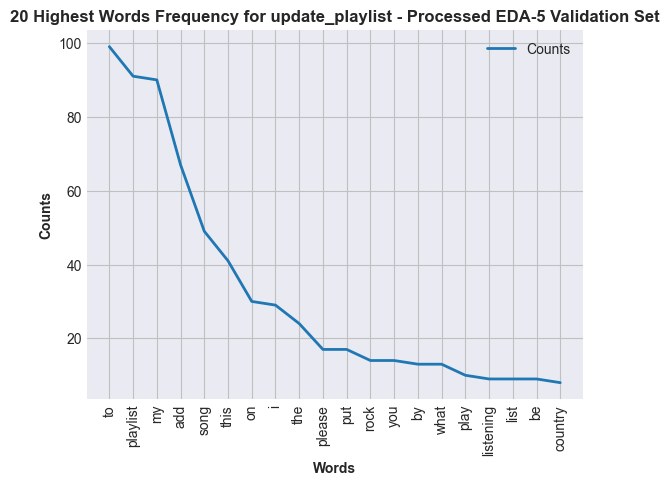 20 Highest Words Frequency for update_playlist - Processed EDA-5 Validation Set
Counts
100
80
60
40
20
Counts
to
playlist
my
add
song
this
on
i
the
please
put
rock
you
by
what
play
listening
list
be
country
Words